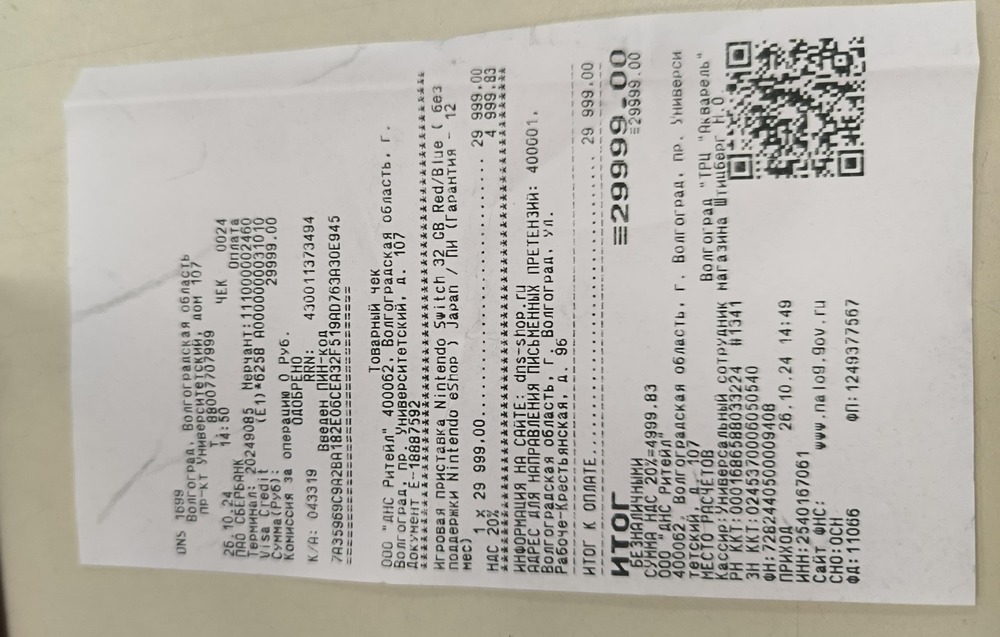 DNS 1699
Волгоград, Волгоградская область
пр-кт Университетский, дом 107
т. 88007707999
26.10.24 14:50 ЧЕК 0024
ПАО СБЕРБАНК Оплата
Терминал: 20249085 Мерчант:111000002460
Visa Credit (E1)*6258 A0000000031010
Сумма(Руб): 29999.00
Комиссия за операцию 0 Руб.
ОДОБРЕНО
К/А: 043319 RRN: 430011373494
Введен ПИН-код
7A35969C9A2BA182E06CEA32F519AD763A30E945
========================================
Товарный чек
ООО "ДНС Ритейл" 400062, Волгоградская область, г.
Волгоград, пр. Университетский, д. 107
Документ Е-18887592
игровая приставка Nintendo Switch 32 GB Red/Blue ( без
поддержки Nintendo eShop ) Japan / ПИ (Гарантия - 12
мес)
1 x 29 999,00........................ 29 999,00
НДС 20% 4 999,83
ИНФОРМАЦИЯ НА САЙТЕ: dns-shop.ru
АДРЕС ДЛЯ НАПРАВЛЕНИЯ ПИСЬМЕННЫХ ПРЕТЕНЗИЙ: 400001,
Волгоградская область, г. Волгоград, ул.
Рабоче-Крестьянская, д. 96
ИТОГ К ОПЛАТЕ........................ 29 999,00
ИТОГ ≡29999.00
БЕЗНАЛИЧНЫМИ ≡29999.00
СУММА НДС 20%=4999.83
ООО "ДНС Ритейл"
400062, Волгоградская область, г. Волгоград, пр. Универси
тетский, д. 107
МЕСТО РАСЧЕТОВ Волгоград "ТРЦ "Акварель"
Кассир:Универсальный сотрудник магазина Штицберг Н.О.
РН ККТ:0001686588033224 #1341
ЗН ККТ:0245370006050540
ФН:7282440500009408
ПРИХОД 26.10.24 14:49
ИНН:2540167061
Сайт ФНС: www.nalog.gov.ru
СНО:ОСН
ФД:11066 ФП:1249377567